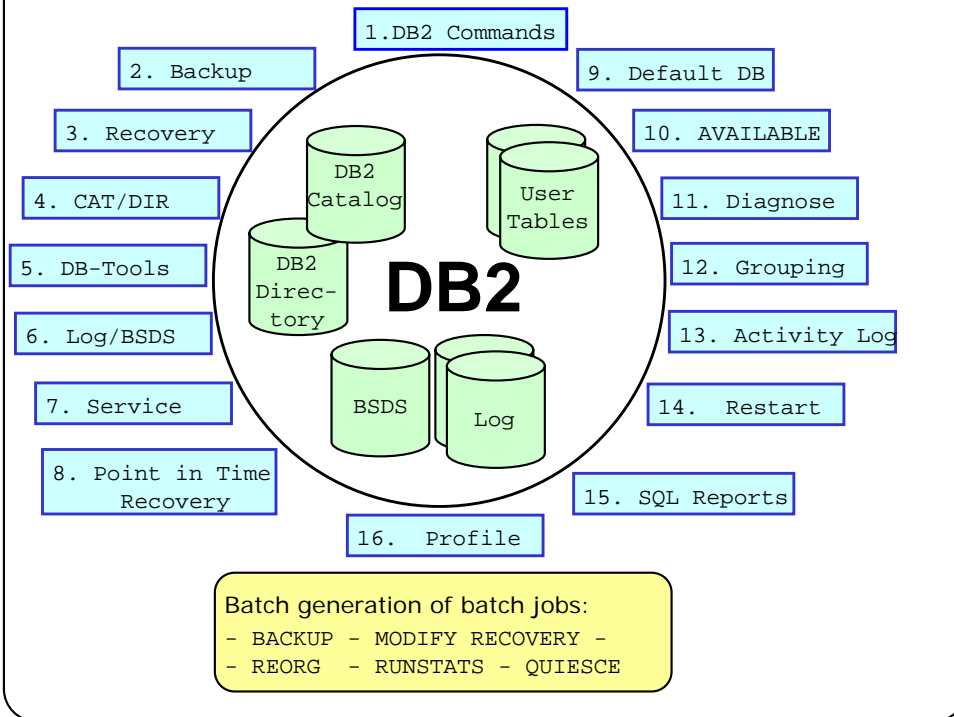 1.DB2 Commands
2. Backup
3. Recovery
4. CAT/DIR
5. DB-Tools
6. Log/BSDS
7. Service
8. Point in Time
Recovery
9. Default DB
10. AVAILABLE
11. Diagnose
12. Grouping
13. Activity Log
14. Restart
15. SQL Reports
16. Profile
DB2
Catalog
DB2
Direc-
tory
User
Tables
DB2
BSDS
Log
Batch generation of batch jobs:
- BACKUP - MODIFY RECOVERY -
- REORG - RUNSTATS - QUIESCE